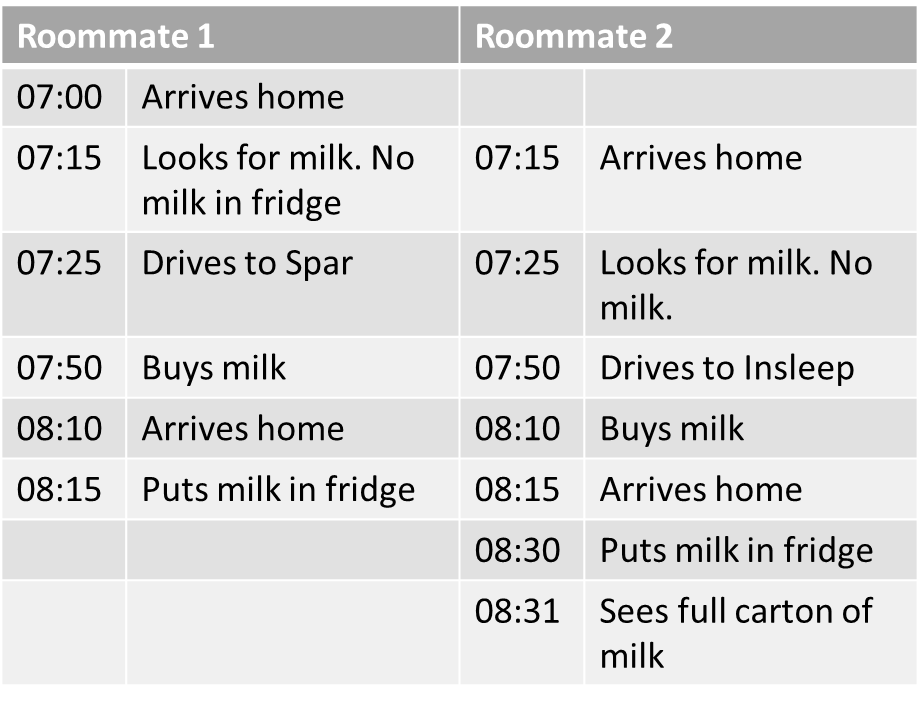 Roommate 1 Roommate 2
07:00 Arrives home
07:15 Looks for milk. No 07:15 Arrives home
milk in fridge
07:25 Drives to Spar 07:25 Looks for milk. No
milk.
07:50 Buys milk 07:50 Drives to Insleep
08:10 Arrives home 08:10 Buys milk
08:15 Puts milk in fridge 08:15 Arrives home
08:30 Puts milk in fridge
08:31 Sees full carton of
milk